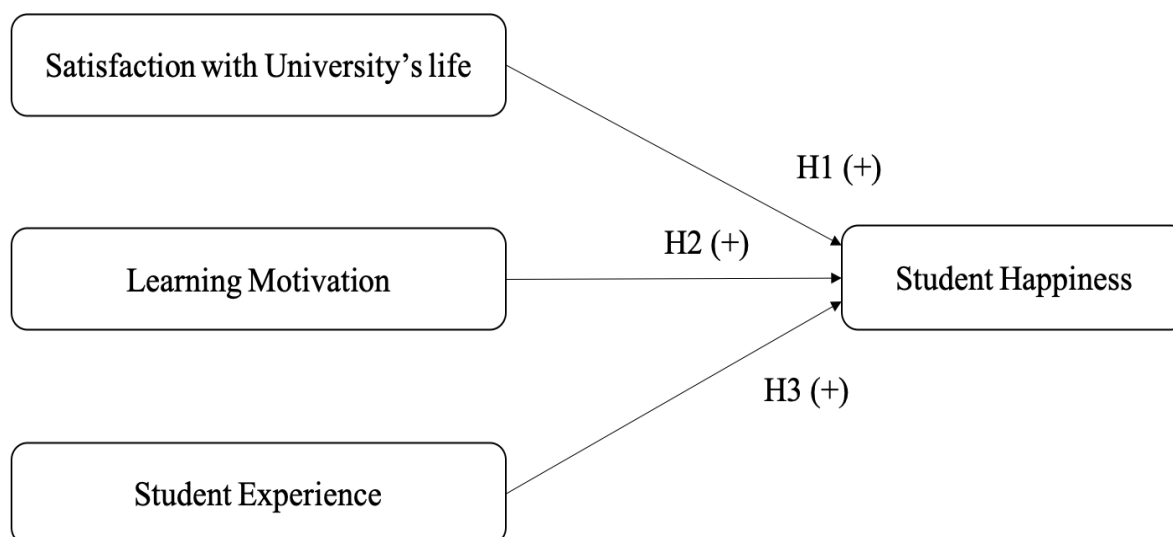 Satisfaction with University’s life
H1 (+)
H2 (+)
Learning Motivation
Student Happiness
H3 (+)
Student Experience